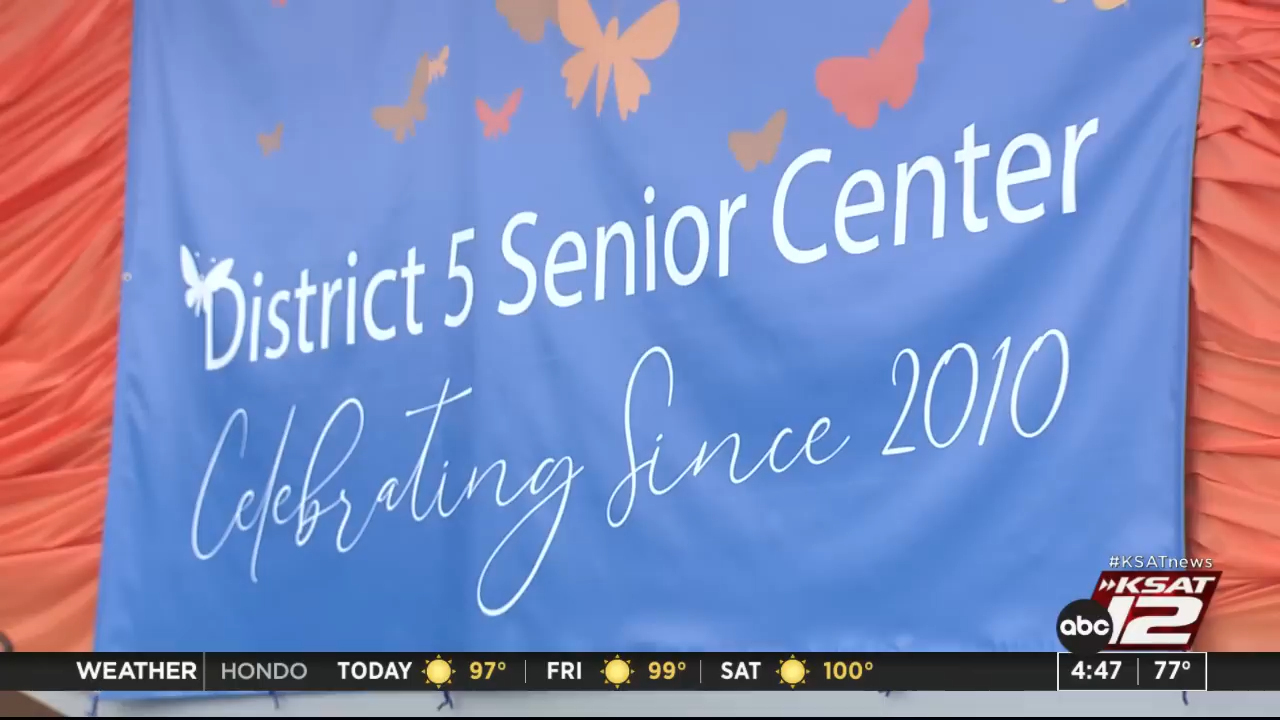 District 5 Senior Center
Celebrating Since 2010
#KSATnews
KSAT
abc 12
WEATHER HONDO TODAY 97° FRI 99° SAT 100° 4:47 77°